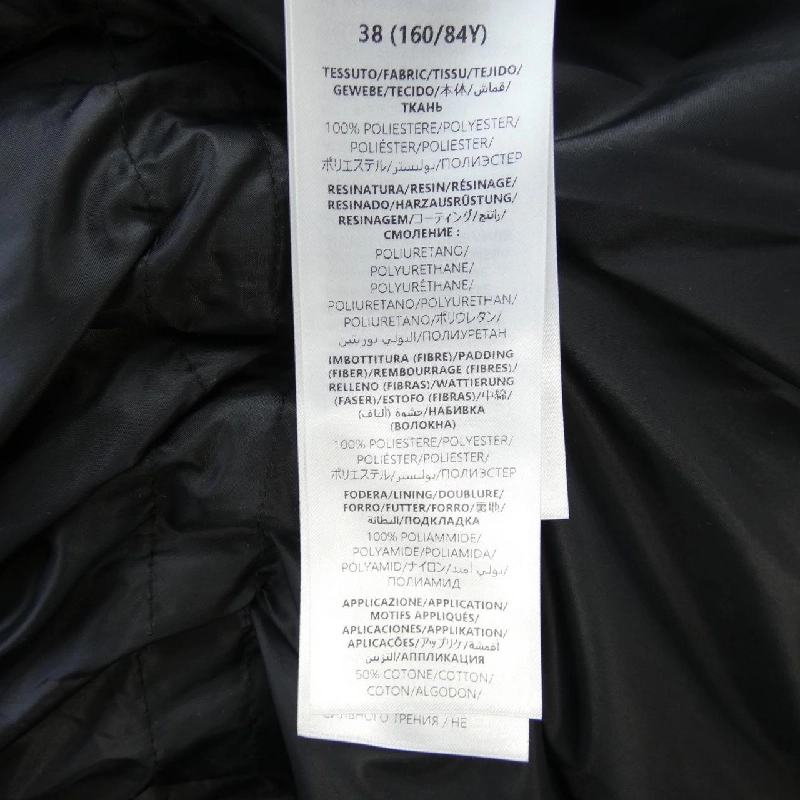 38 (160/84Y)
TESSUTO/FABRIC/TISSU/TEJIDO/
GEWEBE/TECIDO/本体/قماش/
ТКАНЬ
100% POLIESTERE/POLYESTER/
POLIÉSTER/POLIESTER/
ポリエステル/بوليستر/ПОЛИЭСТЕР
RESINATURA/RESIN/RÉSINAGE/
RESINADO/HARZAUSRÜSTUNG/
RESINAGEM/コーティング/راتنج/
СМОЛЕНИЕ :
POLIURETANO/
POLYURETHANE/
POLYURÉTHANE/
POLIURETANO/POLYURETHAN/
POLIURETANO/ポリウレタン/
البولي يوريثين/ПОЛИУРЕТАН
IMBOTTITURA (FIBRE)/PADDING
(FIBER)/REMBOURRAGE (FIBRES)/
RELLENO (FIBRAS)/WATTIERUNG
(FASER)/ESTOFO (FIBRAS)/中綿/
حشوة (ألياف)/НАБИВКА
(ВОЛОКНА)
100% POLIESTERE/POLYESTER/
POLIÉSTER/POLIESTER/
ポリエステル/بوليستر/ПОЛИЭСТЕР
FODERA/LINING/DOUBLURE/
FORRO/FUTTER/FORRO/裏地/
البطانة/ПОДКЛАДКА
100% POLIAMMIDE/
POLYAMIDE/POLIAMIDA/
POLYAMID/ナイロン/بولي أميد/
ПОЛИАМИД
APPLICAZIONE/APPLICATION/
MOTIFS APPLIQUÉS/
APLICACIONES/APPLIKATION/
APLICAÇÕES/アップリケ/أقمشة
التزيين/АППЛИКАЦИЯ
50% COTONE/COTTON/
COTON/ALGODON/
СИЛЬНОГО ТРЕНИЯ / НЕ